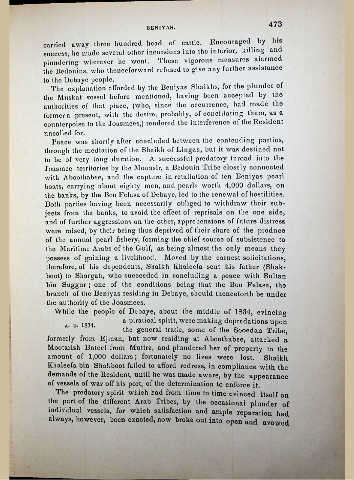 BENIYAS. 473
carried away three hundred head of cattle. Encouraged by his
success, he made several other incursions into the interior, killing and
plundering wherever he went. These vigorous measures alarmed
the Bedouins, who thenceforward refused to give any further assistance
to the Debaye people.
The explanation afforded by the Beniyas Shaikhs, for the plunder of
the Muskat vessel before mentioned, having been accepted by the
authorities of that place, (who, since the occurrence, had made the
former a present, with the desire, probably, of conciliating them, as a
counterpoise to the Joasmees,) rendered the interference of the Resident
uncalled for.
Peace was shortly after concluded between the contending parties,
through the mediation of the Shaikh of Lingan, but it was destined not
to be of very long duration. A successful predatory inroad into the
Joasmee territories by the Monasir, a Bedouin Tribe closely connected
with Aboothabee, and the capture in retaliation of ten Beniyas pearl
boats, carrying about eighty men, and pearls worth 4,000 dollars, on
the banks, by the Boo Felasa of Debaye, led to the renewal of hostilities.
Both parties having been necessarily obliged to withdraw their sub-
jects from the banks, to avoid the effect of reprisals on the one side,
and of further aggressions on the other, apprehensions of future distress
were raised, by their being thus deprived of their share of the produce
of the annual pearl fishery, forming the chief source of subsistence to
the Maritime Arabs of the Gulf, as being almost the only means they
possess of gaining a livelihood. Moved by the earnest solicitations,
therefore, of his dependents, Shaikh Khaleefa sent his father (Shak-
boot) to Shargah, who succeeded in concluding a peace with Sultan
bin Suggur; one of the conditions being that the Boo Felasa, the
branch of the Beniyas residing in Debaye, should thenceforth be under
the authority of the Joasmees.
While the people of Debaye, about the middle of 1834, evincing
a piratical spirit, were making depredations upon
A. D. 1834.
the general trade, some of the Soordan Tribe,
formerly from Ejman, but now residing at Aboothabee, attacked a
Mootairah Bateel from Muttra, and plundered her of property to the
amount of 1,000 dollars; fortunately no lives were lost. Shaikh
Khaleefa bin Shakboot failed to afford redress, in compliance with the
demands of the Resident, until he was made aware, by the appearance
of vessels of war off his port, of the determination to enforce it.
The predatory spirit which had from time to time evinced itself on
the part of the different Arab Tribes, by the occasional plunder of
individual vessels, for which satisfaction and ample reparation had
always, however, been exacted, now broke out into open and avowed